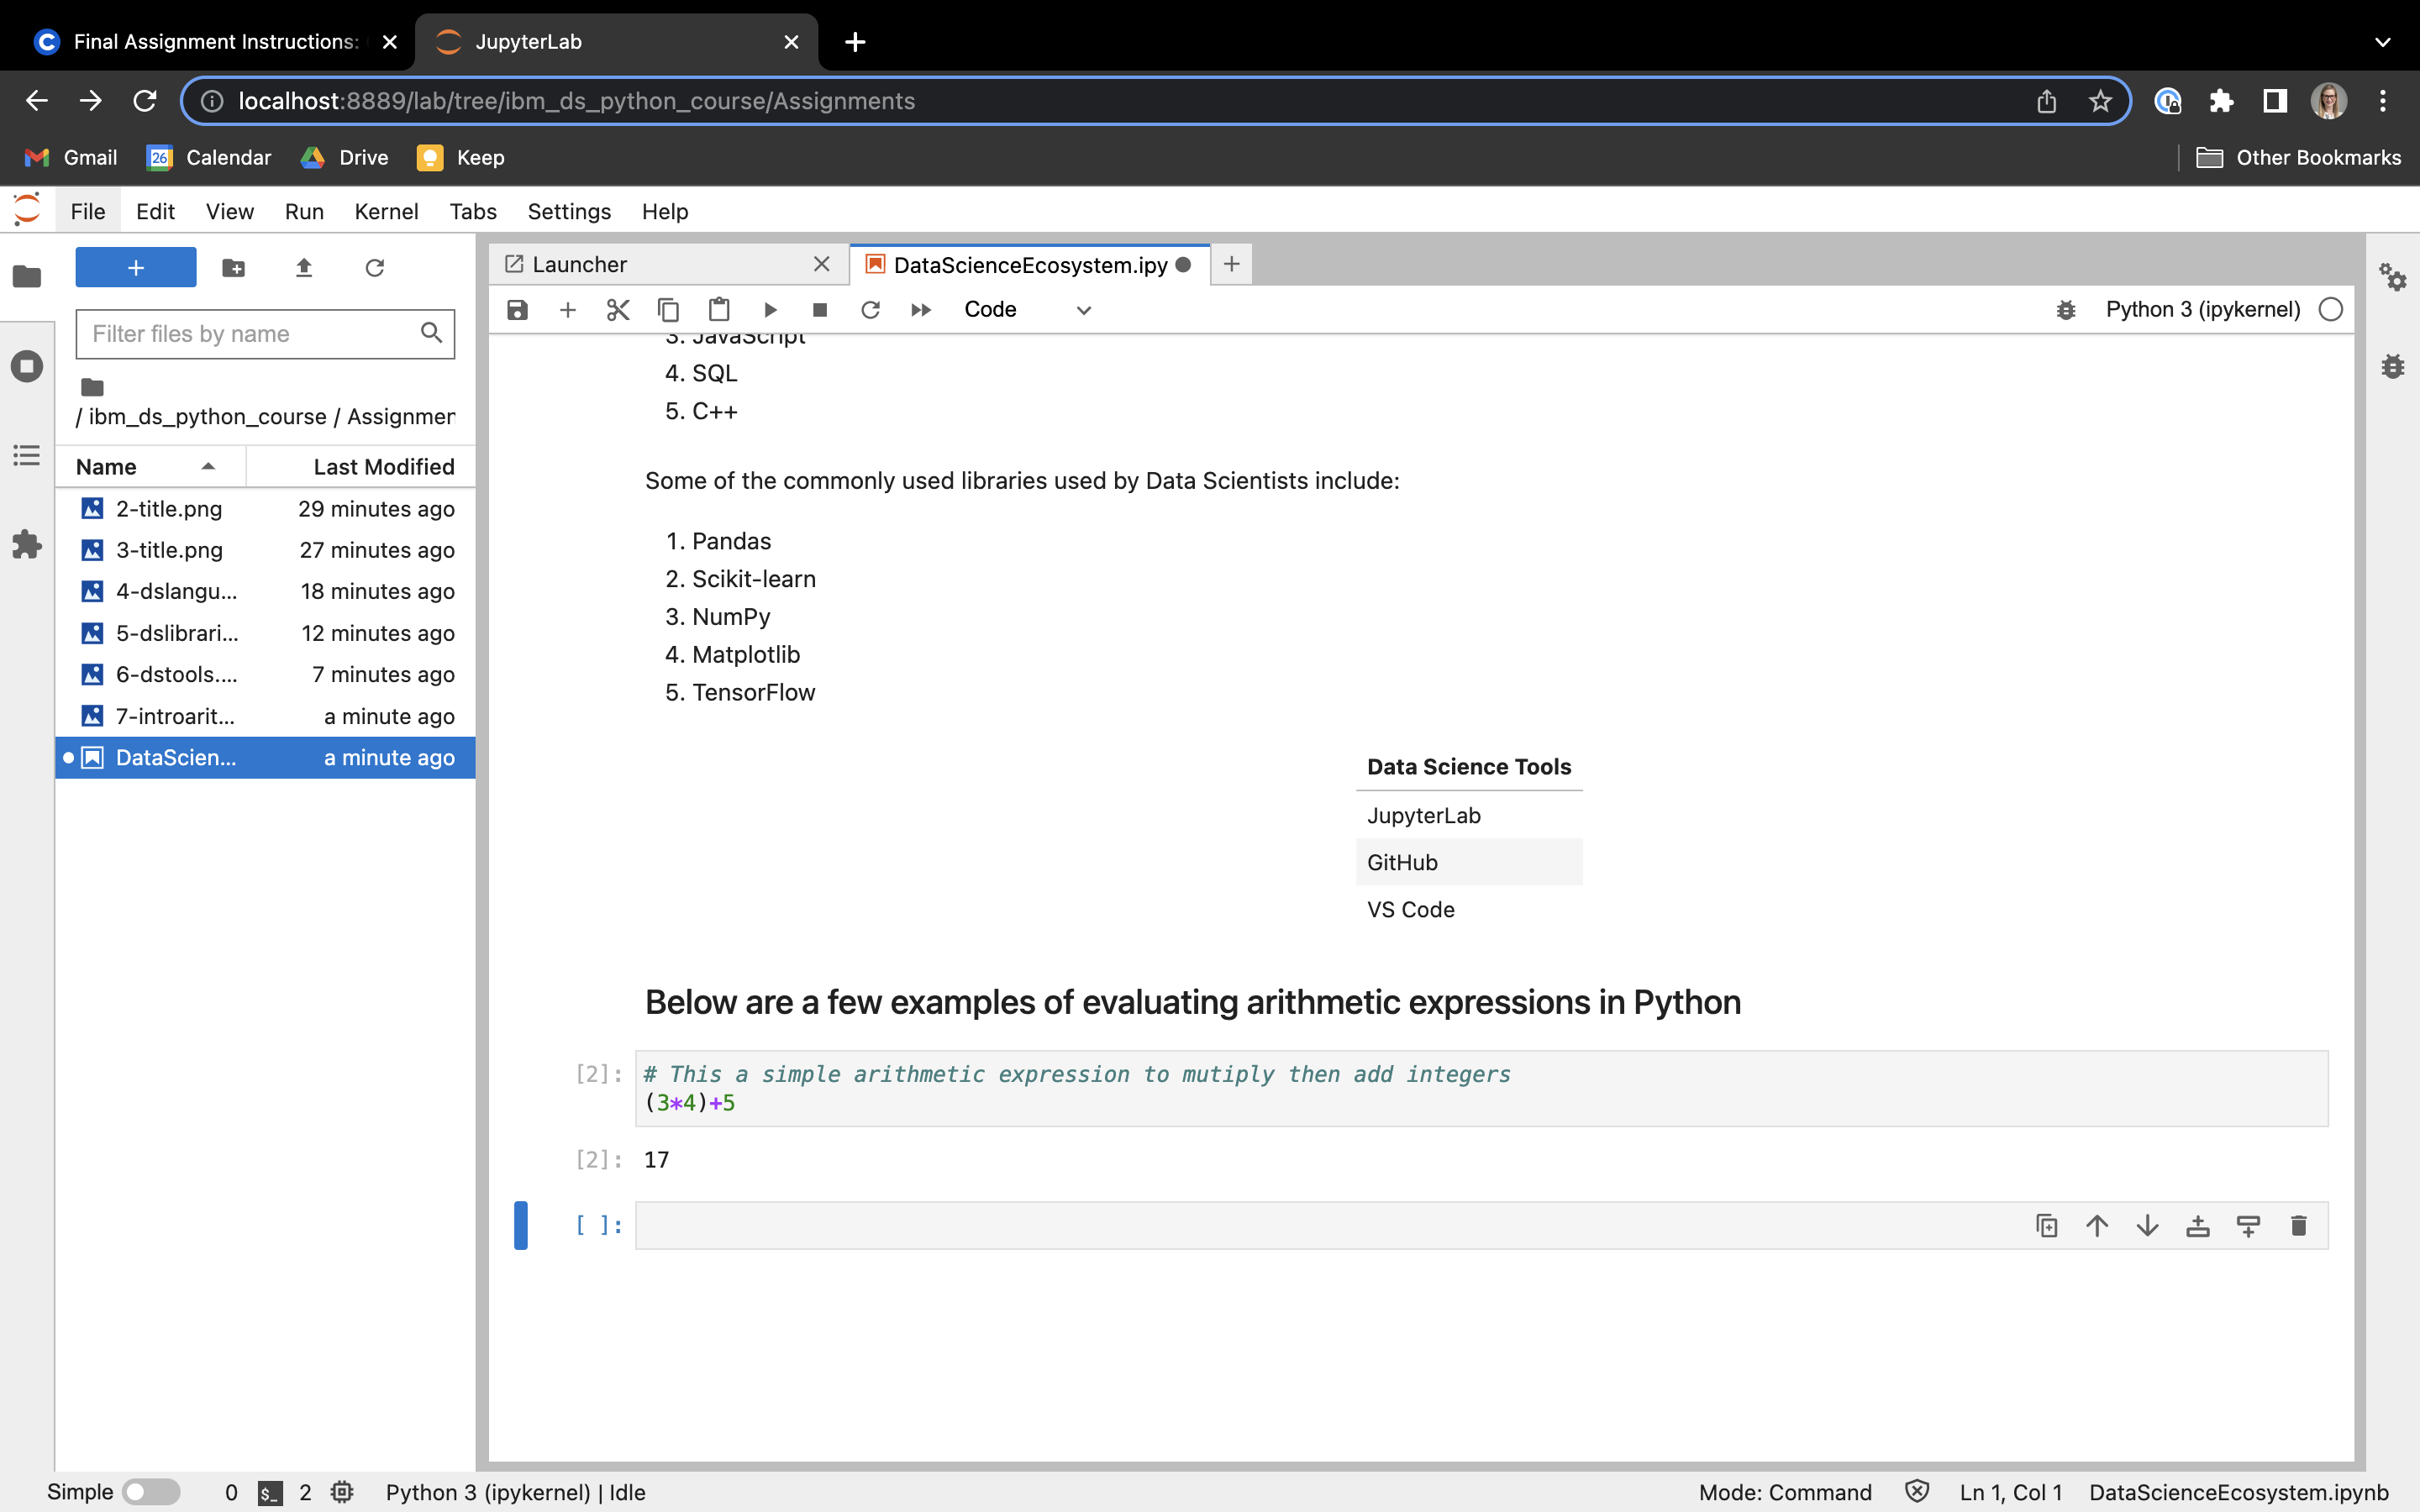 Final Assignment Instructions:
JupyterLab
localhost:8889/lab/tree/ibm_ds_python_course/Assignments
Gmail
26 Calendar
Drive
Keep
Other Bookmarks
File Edit View Run Kernel Tabs Settings Help
Filter files by name
/ ibm_ds_python_course / Assignmen
Name Last Modified
2-title.png 29 minutes ago
3-title.png 27 minutes ago
4-dslangu... 18 minutes ago
5-dslibrari... 12 minutes ago
6-dstools.... 7 minutes ago
7-introarit... a minute ago
DataScien... a minute ago
Launcher
DataScienceEcosystem.ipy
Code
Python 3 (ipykernel)
3. JavaScript
4. SQL
5. C++
Some of the commonly used libraries used by Data Scientists include:
1. Pandas
2. Scikit-learn
3. NumPy
4. Matplotlib
5. TensorFlow
Data Science Tools
JupyterLab
GitHub
VS Code
Below are a few examples of evaluating arithmetic expressions in Python
[2]: # This a simple arithmetic expression to mutiply then add integers
(3*4)+5
[2]: 17
[ ]:
Simple 0 $_ 2 Python 3 (ipykernel) | Idle
Mode: Command Ln 1, Col 1 DataScienceEcosystem.ipynb